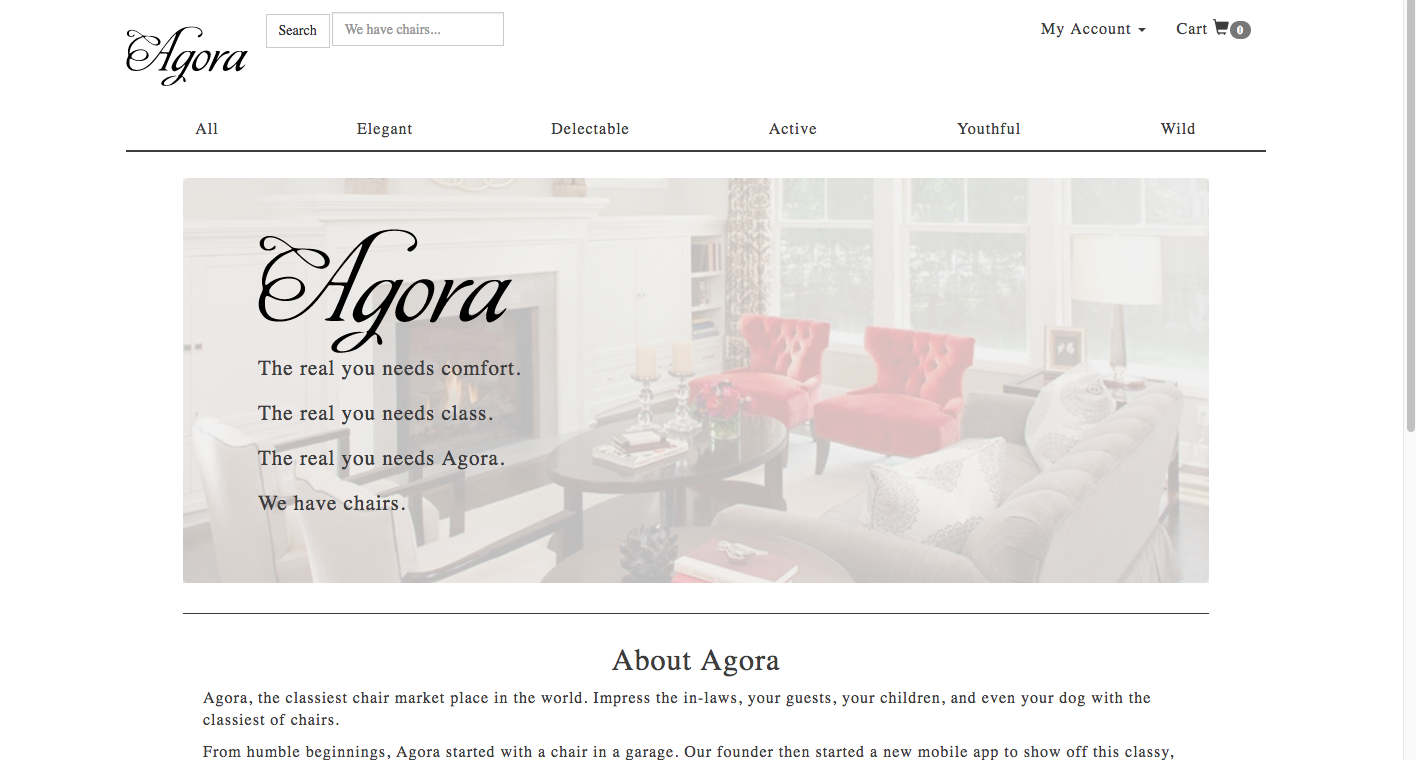 Agora
Search
We have chairs...
My Account
Cart 0
All
Elegant
Delectable
Active
Youthful
Wild
Agora
The real you needs comfort.
The real you needs class.
The real you needs Agora.
We have chairs.
About Agora
Agora, the classiest chair market place in the world. Impress the in-laws, your guests, your children, and even your dog with the
classiest of chairs.
From humble beginnings, Agora started with a chair in a garage. Our founder then started a new mobile app to show off this classy,